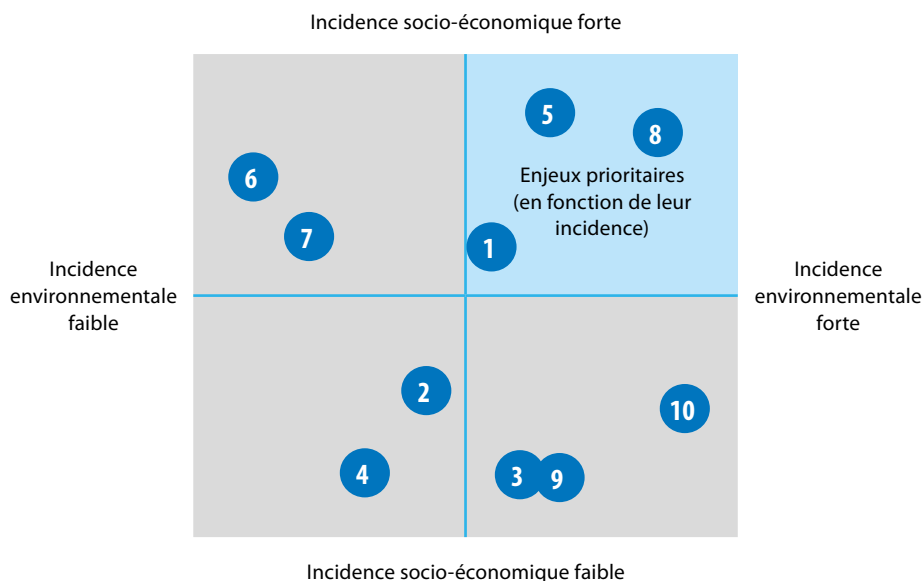 Incidence socio-économique forte
5
8
6
Enjeux prioritaires
(en fonction de leur
incidence)
7
1
Incidence
environnementale
faible
Incidence
environnementale
forte
2
10
4
3
9
Incidence socio-économique faible